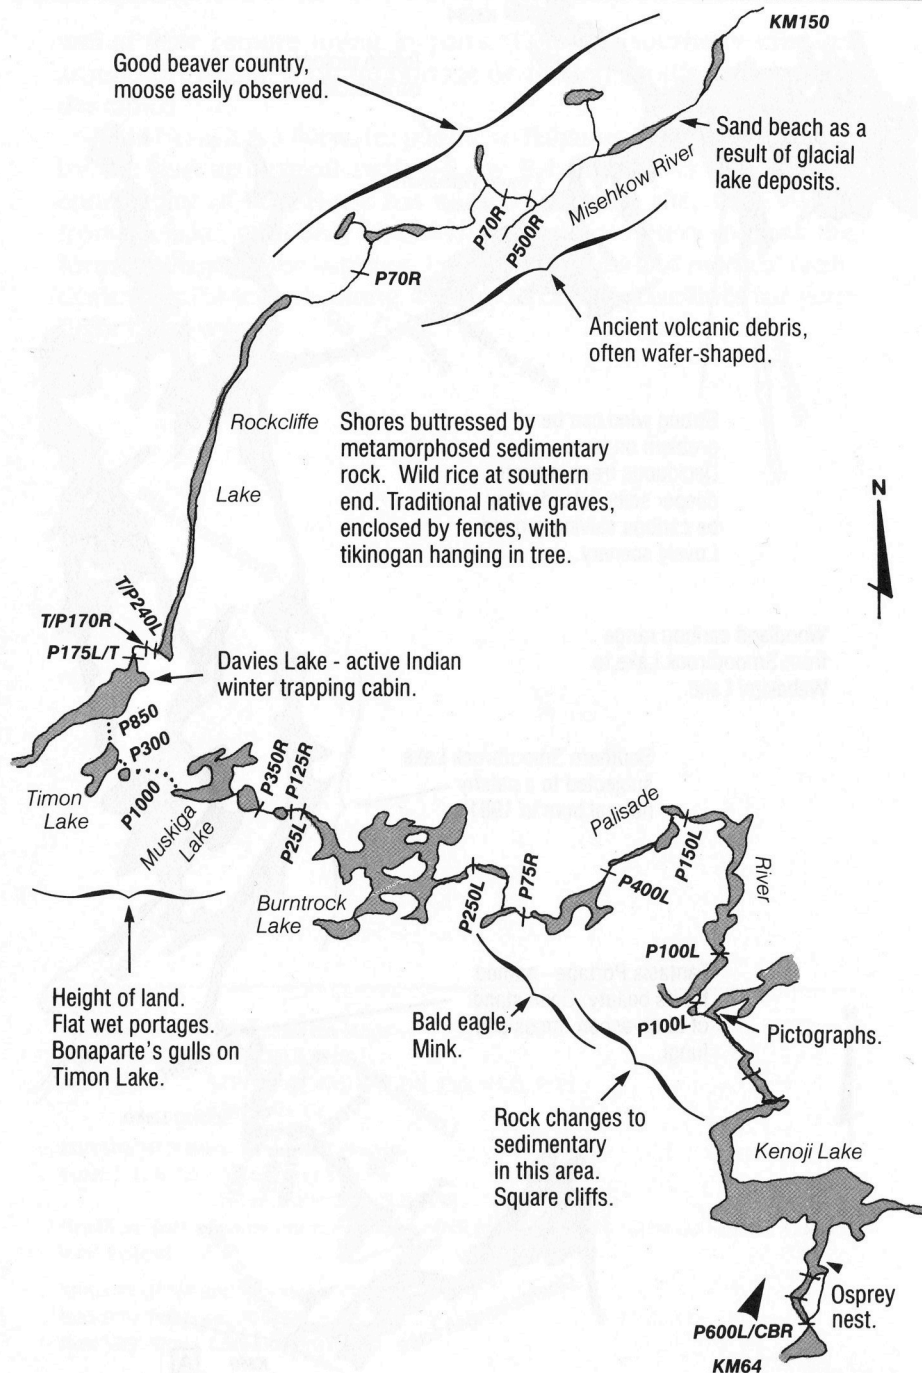 KM150
Good beaver country,
moose easily observed.
Sand beach as a
result of glacial
lake deposits.
Misehkow River
P70R
P500R
P70R
Ancient volcanic debris,
often wafer-shaped.
Rockcliffe
Lake
Shores buttressed by
metamorphosed sedimentary
rock. Wild rice at southern
end. Traditional native graves,
enclosed by fences, with
tikinogan hanging in tree.
N
T/P240L
T/P170R
P175L/T
Davies Lake - active Indian
winter trapping cabin.
P850
P300
P1000
Timon
Lake
Muskiga
Lake
P350R
P125R
P25L
Burntrock
Lake
P250L
P75R
Palisade
P400L
P150L
River
P100L
P100L
Pictographs.
Height of land.
Flat wet portages.
Bonaparte's gulls on
Timon Lake.
Bald eagle,
Mink.
Rock changes to
sedimentary
in this area.
Square cliffs.
Kenoji Lake
Osprey
nest.
P600L/CBR
KM64